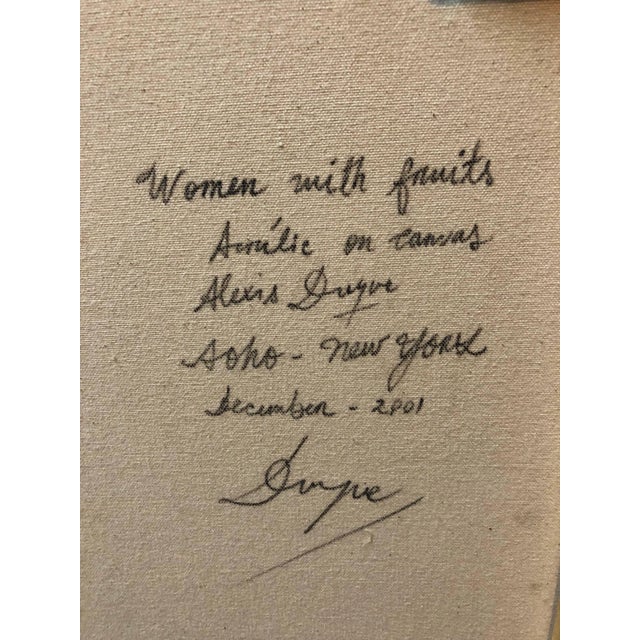 Women with fruits
Acrílic on canvas
Alexis Duque
Soho - New York
December - 2001
Duque